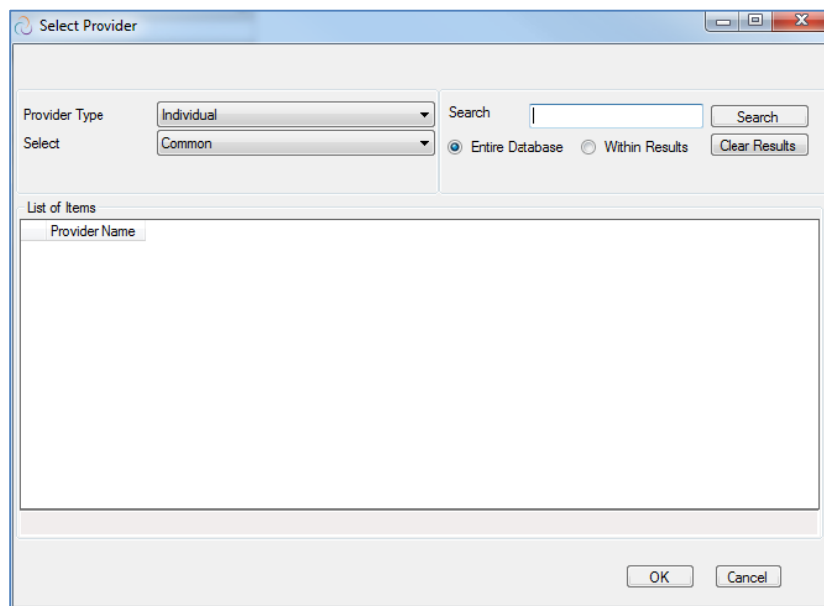 Select Provider
Provider Type Individual
Select Common
Search Search
Entire Database Within Results Clear Results
List of Items
Provider Name
OK Cancel